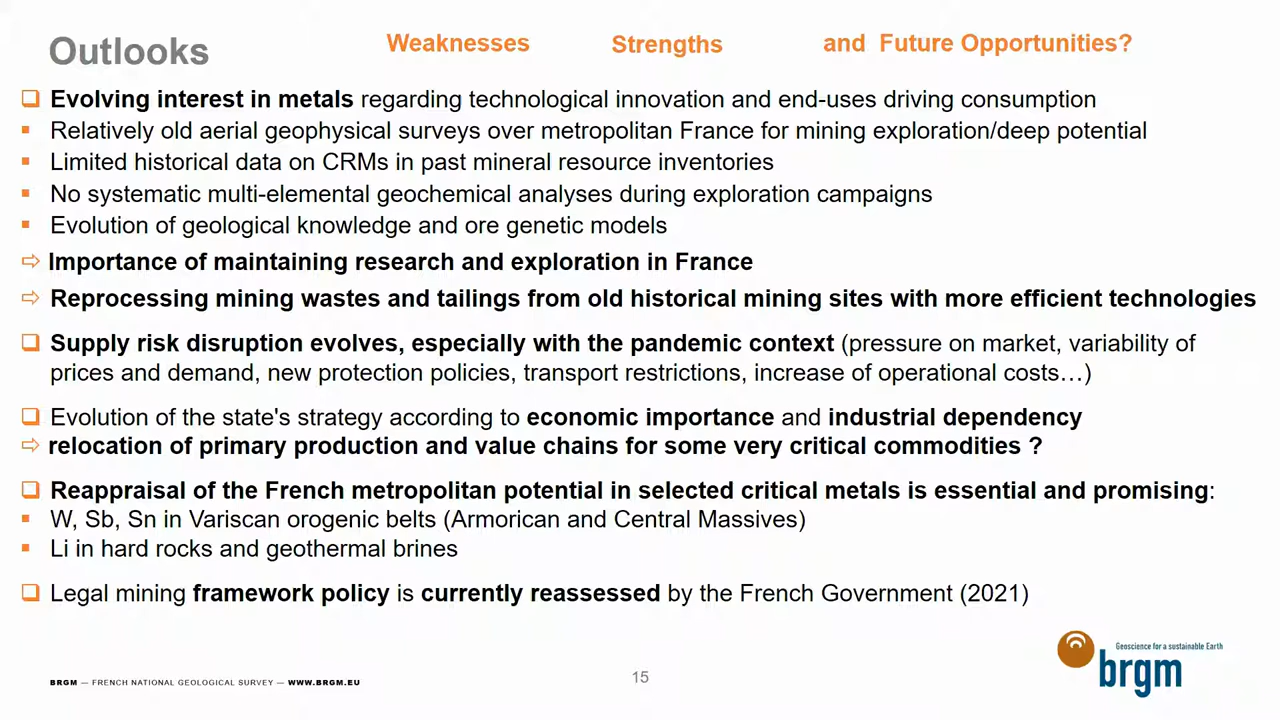 Outlooks
Weaknesses Strengths and Future Opportunities?
❑ Evolving interest in metals regarding technological innovation and end-uses driving consumption
▪ Relatively old aerial geophysical surveys over metropolitan France for mining exploration/deep potential
▪ Limited historical data on CRMs in past mineral resource inventories
▪ No systematic multi-elemental geochemical analyses during exploration campaigns
▪ Evolution of geological knowledge and ore genetic models
⇨ Importance of maintaining research and exploration in France
⇨ Reprocessing mining wastes and tailings from old historical mining sites with more efficient technologies
❑ Supply risk disruption evolves, especially with the pandemic context (pressure on market, variability of
prices and demand, new protection policies, transport restrictions, increase of operational costs…)
❑ Evolution of the state's strategy according to economic importance and industrial dependency
⇨ relocation of primary production and value chains for some very critical commodities ?
❑ Reappraisal of the French metropolitan potential in selected critical metals is essential and promising:
▪ W, Sb, Sn in Variscan orogenic belts (Armorican and Central Massives)
▪ Li in hard rocks and geothermal brines
❑ Legal mining framework policy is currently reassessed by the French Government (2021)
Geoscience for a sustainable Earth
brgm
BRGM — FRENCH NATIONAL GEOLOGICAL SURVEY — WWW.BRGM.EU
15